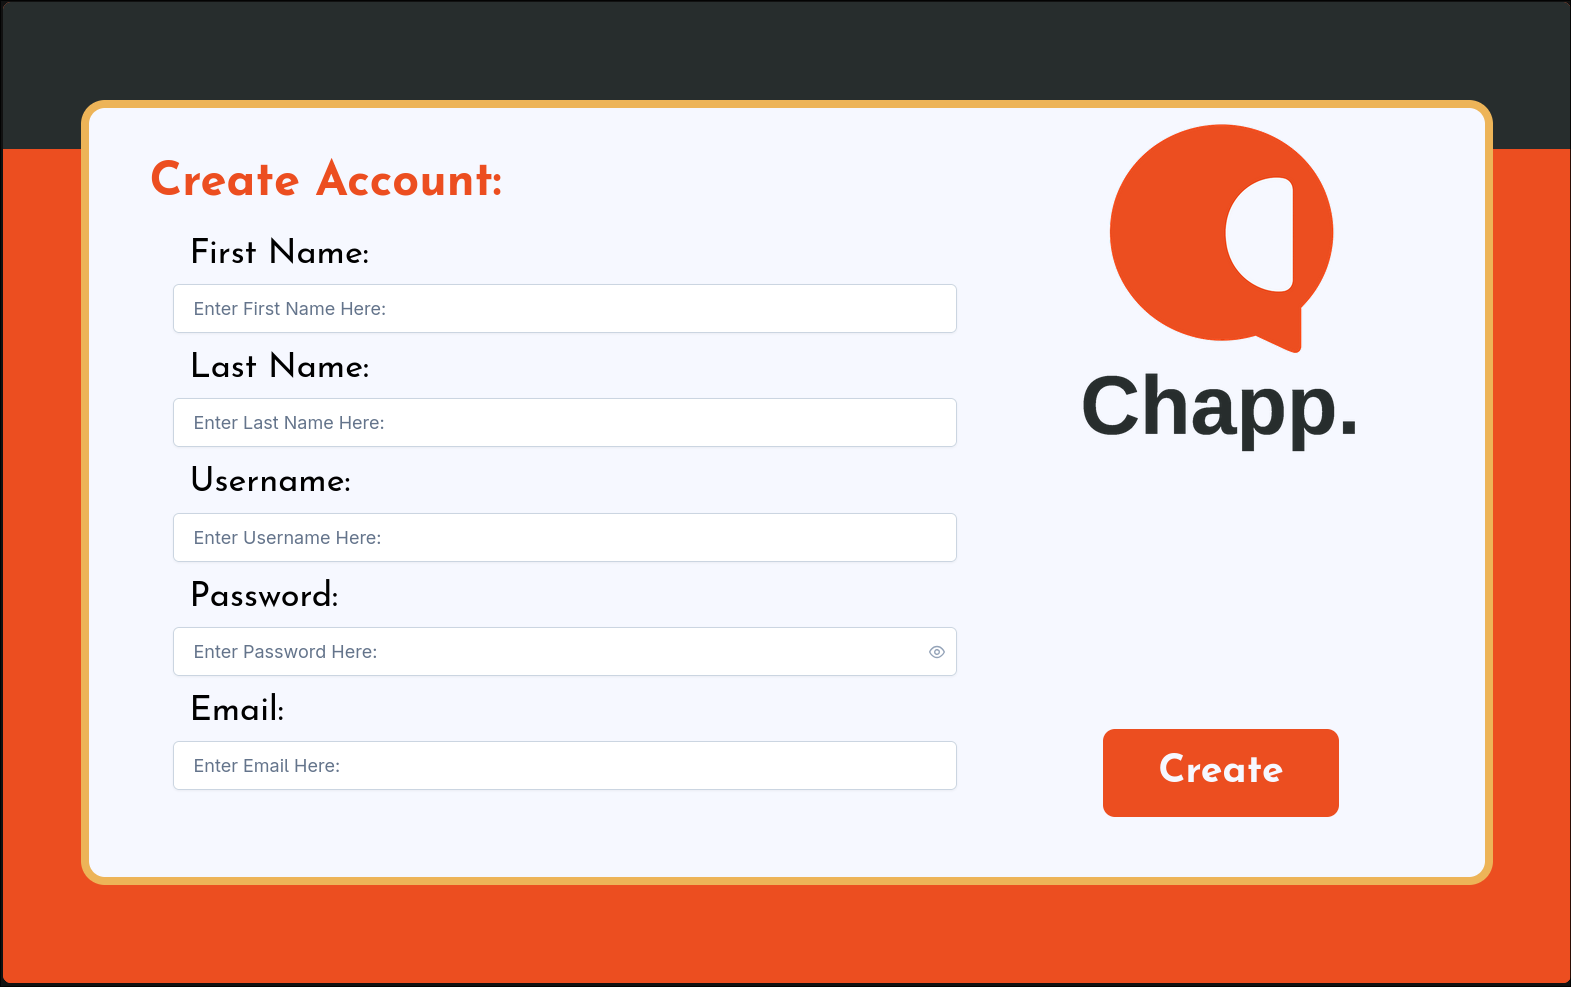 Create Account:
First Name:
Enter First Name Here:
Last Name:
Enter Last Name Here:
Username:
Enter Username Here:
Password:
Enter Password Here:
Email:
Enter Email Here:
Chapp.
Create